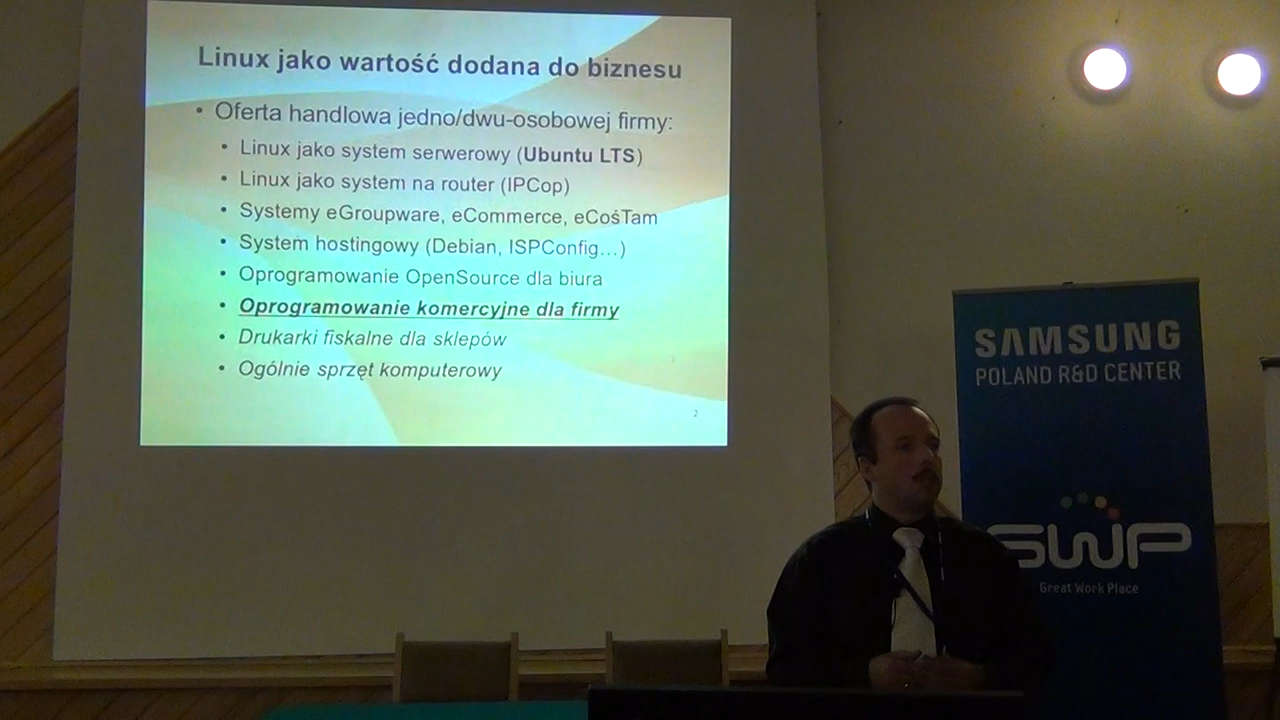 Linux jako wartość dodana do biznesu
• Oferta handlowa jedno/dwu-osobowej firmy:
• Linux jako system serwerowy (Ubuntu LTS)
• Linux jako system na router (IPCop)
• Systemy eGroupware, eCommerce, eCośTam
• System hostingowy (Debian, ISPConfig...)
• Oprogramowanie OpenSource dla biura
• Oprogramowanie komercyjne dla firmy
• Drukarki fiskalne dla sklepów
• Ogólnie sprzęt komputerowy
2
SAMSUNG
POLAND R&D CENTER
GWP
Great Work Place